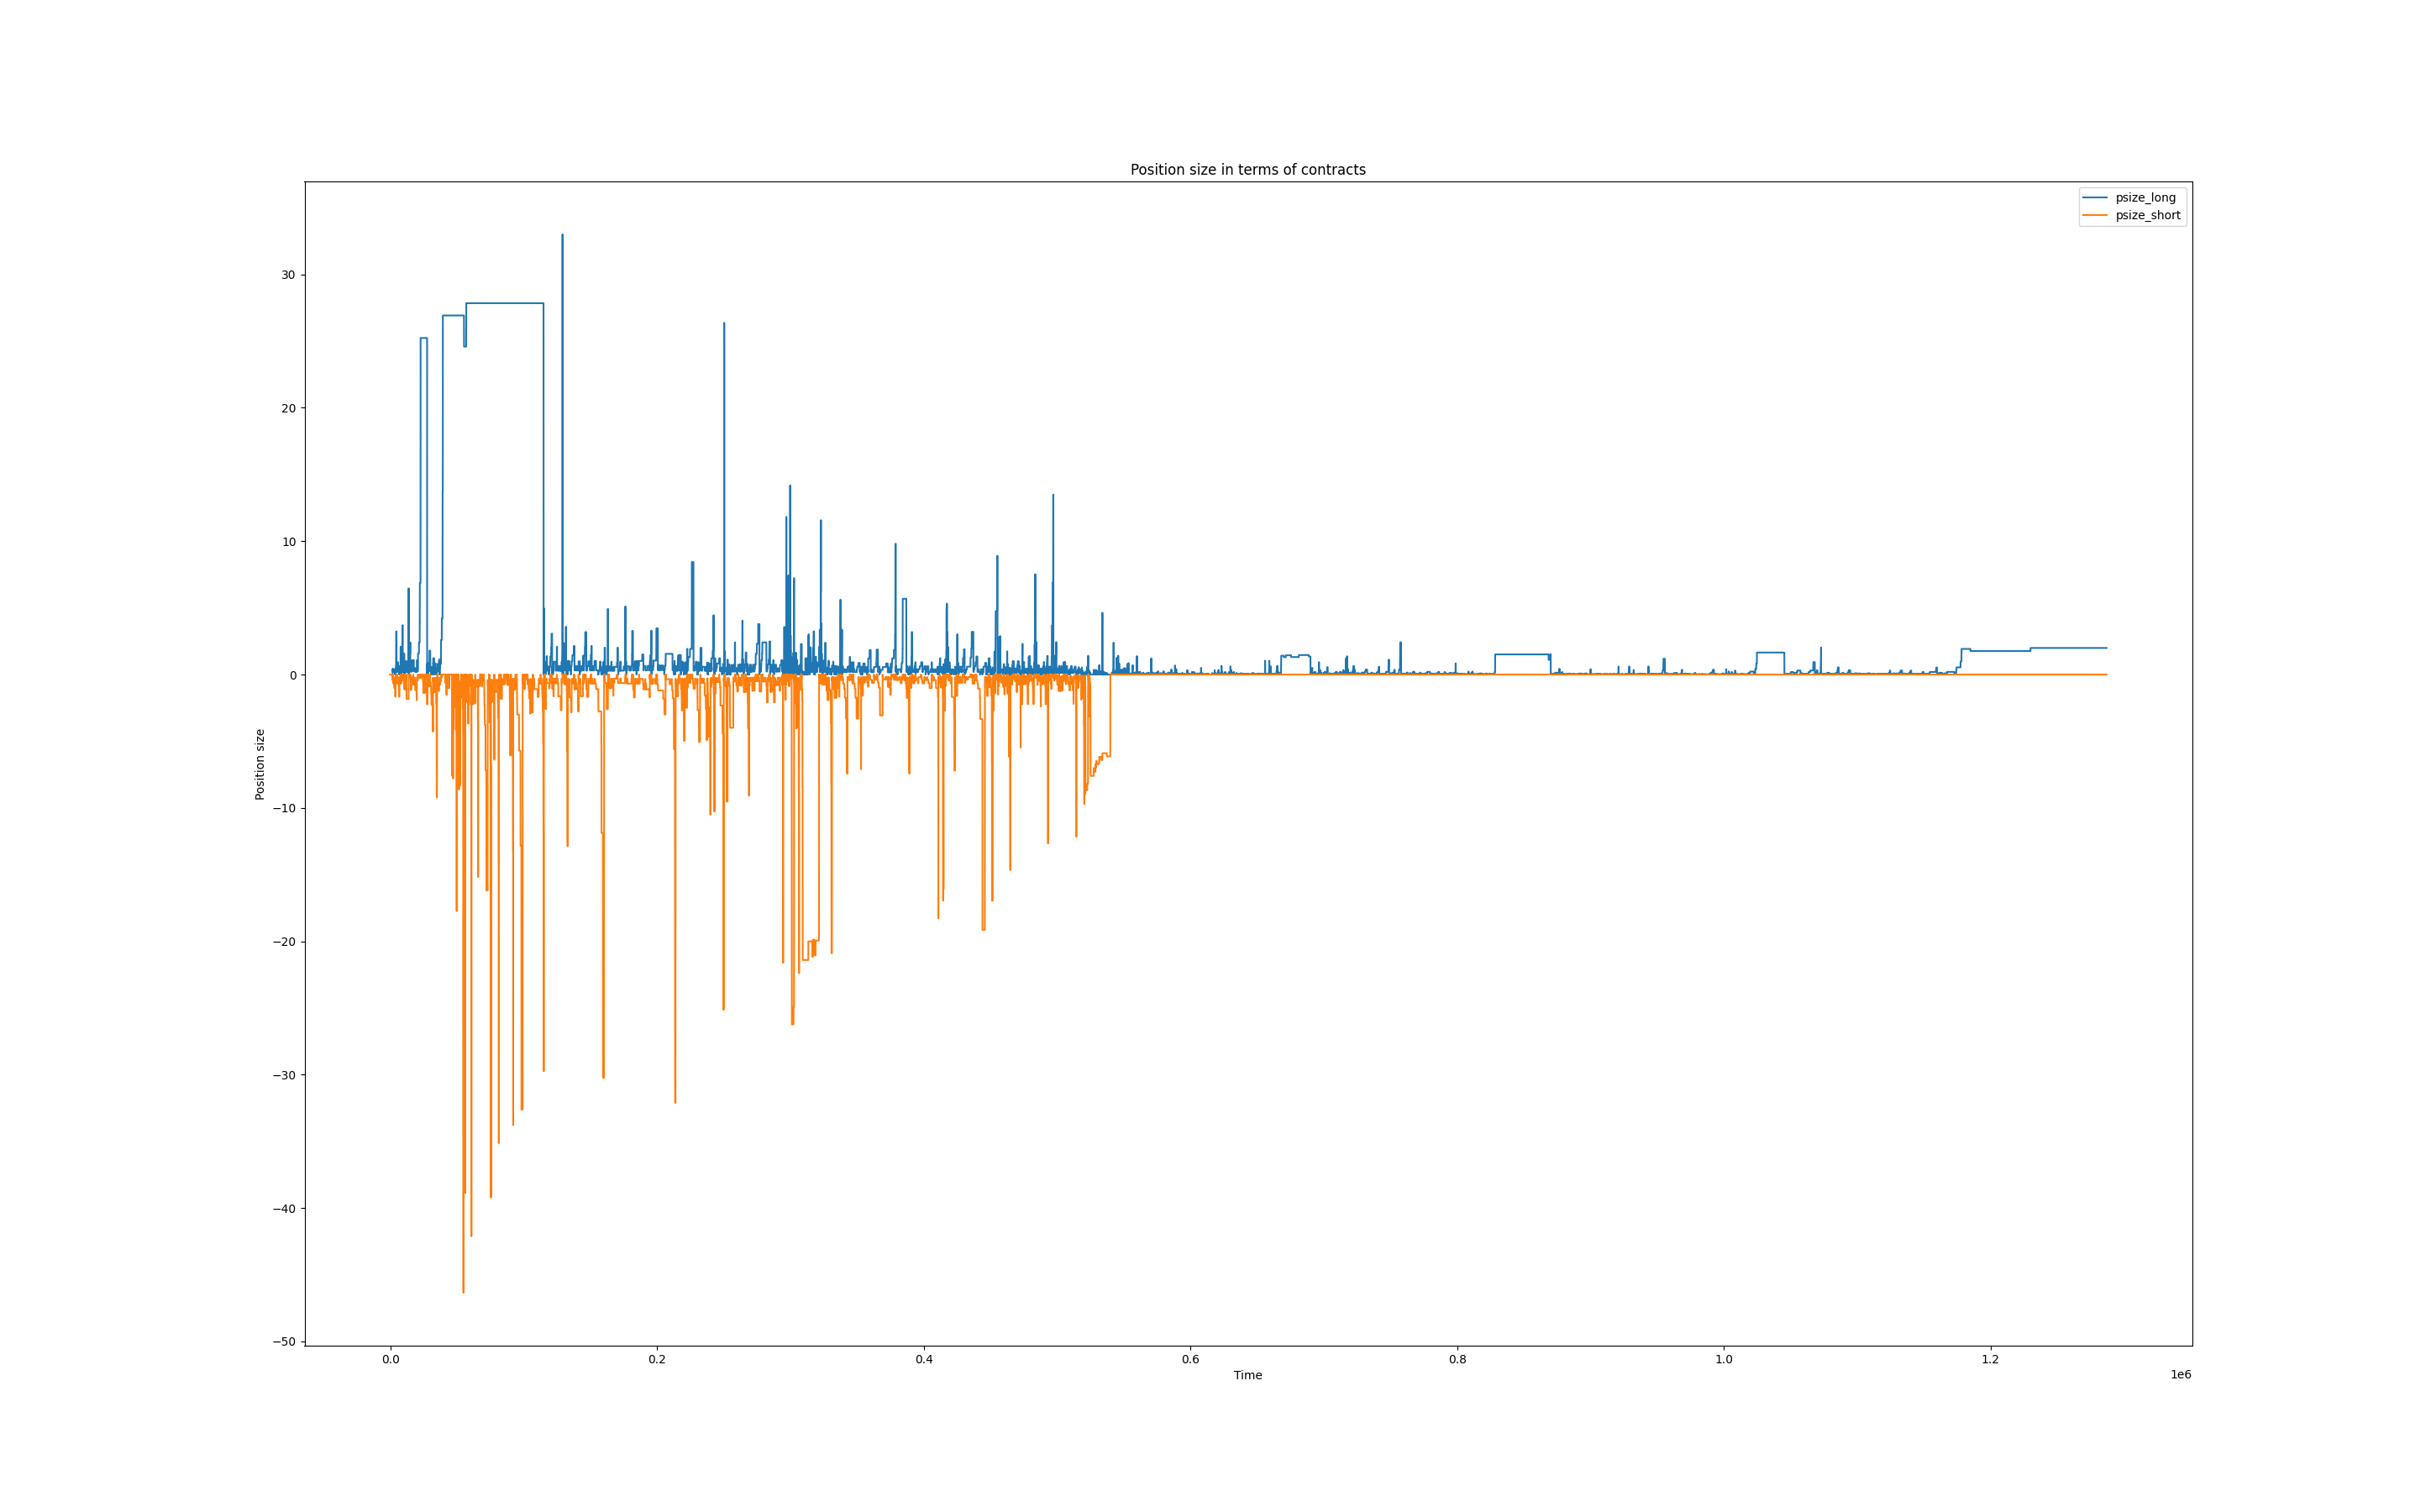 Position size in terms of contracts
psize_long
psize_short
30
20
10
0
−10
−20
−30
−40
−50
Position size
0.0 0.2 0.4 0.6 0.8 1.0 1.2
Time
1e6